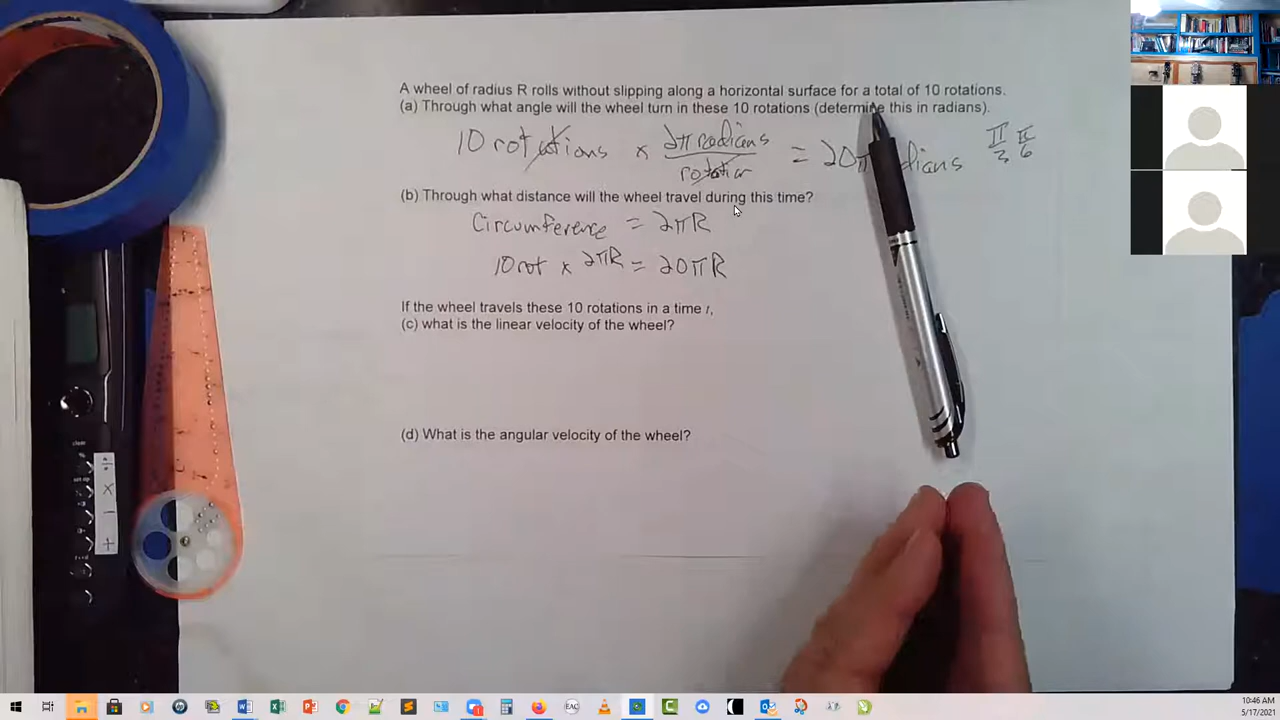 A wheel of radius R rolls without slipping along a horizontal surface for a total of 10 rotations.
(a) Through what angle will the wheel turn in these 10 rotations (determine this in radians).
10 rotations × 2π radians / rotation = 20π radians π/3 π/6
(b) Through what distance will the wheel travel during this time?
Circumference = 2πR
10 rot × 2πR = 20πR
If the wheel travels these 10 rotations in a time t,
(c) what is the linear velocity of the wheel?
(d) What is the angular velocity of the wheel?
10:46 AM
5/17/2021